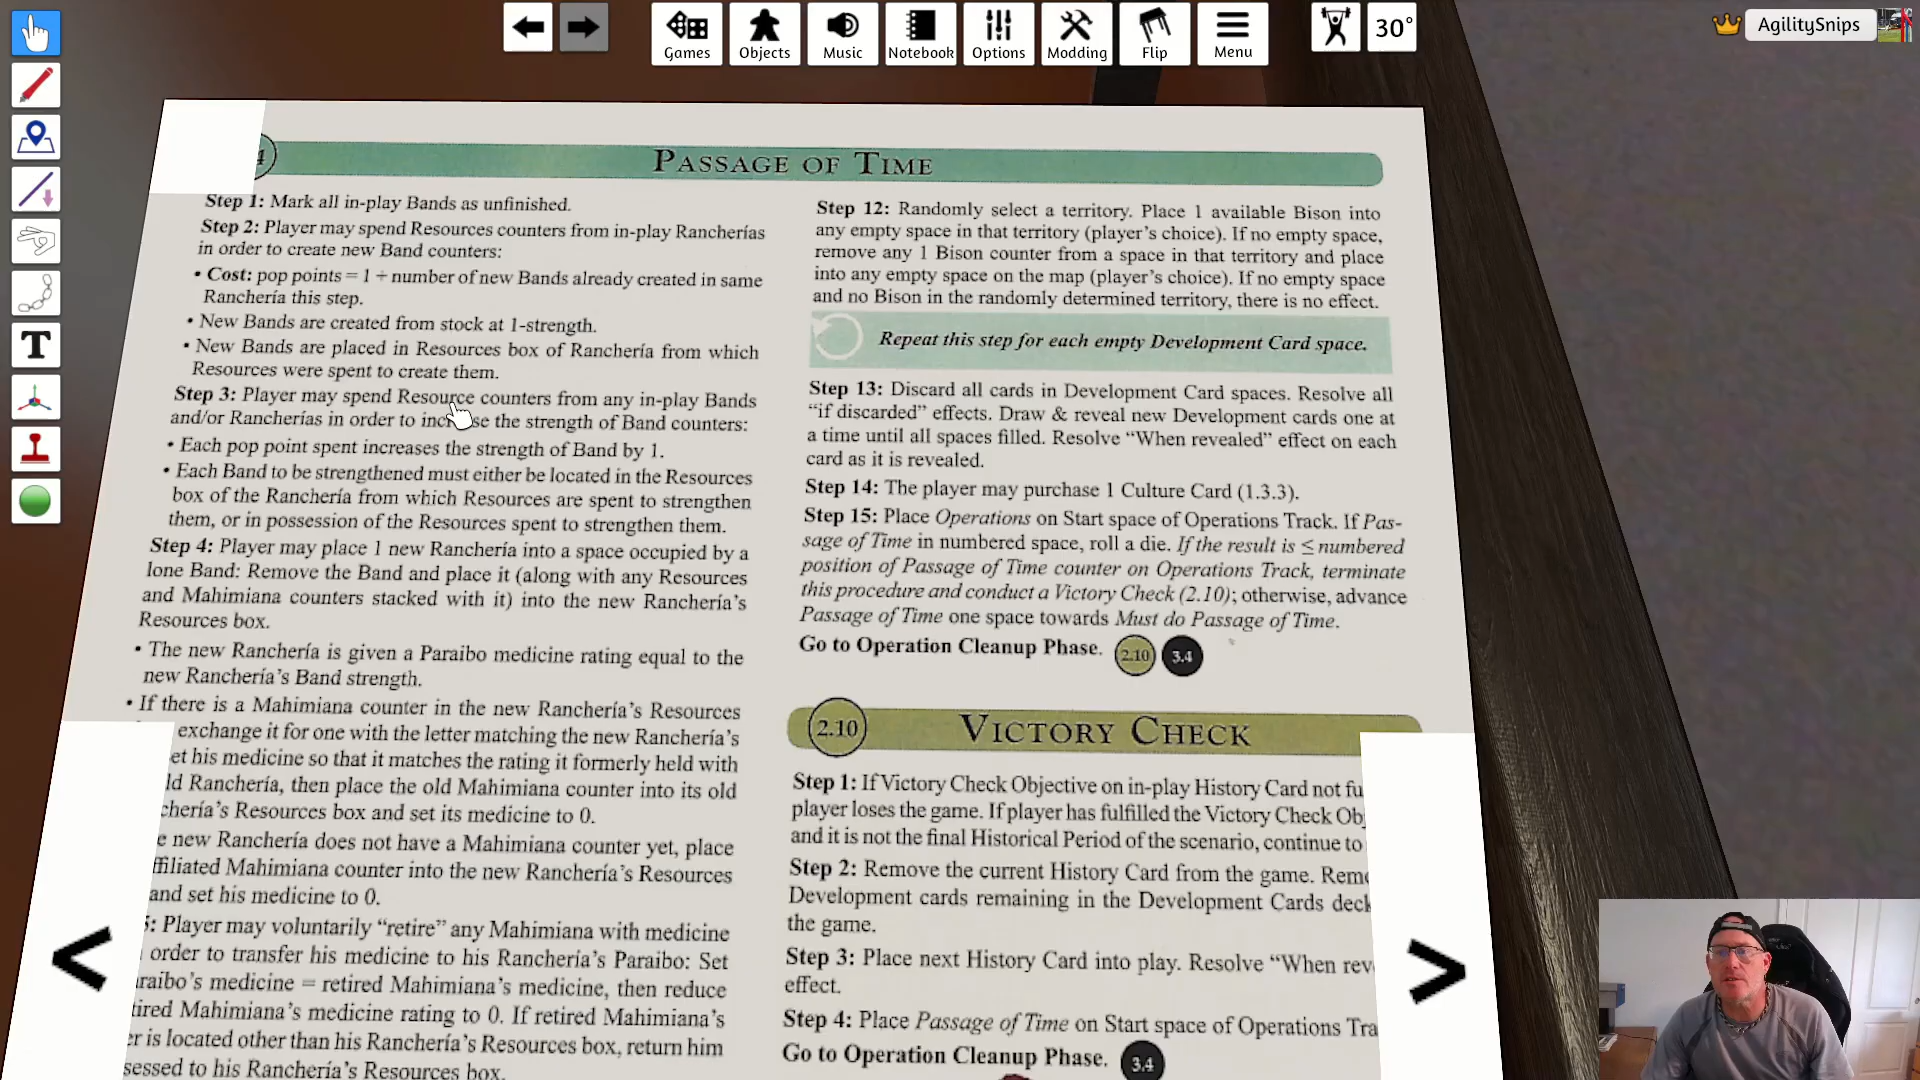 Games
Objects
Music
Notebook
Options
Modding
Flip
Menu
30°
AgilitySnips
4
PASSAGE OF TIME
Step 1: Mark all in-play Bands as unfinished.
Step 2: Player may spend Resources counters from in-play Rancherías
in order to create new Band counters:
• Cost: pop points = 1 + number of new Bands already created in same
Ranchería this step.
• New Bands are created from stock at 1-strength.
• New Bands are placed in Resources box of Ranchería from which
Resources were spent to create them.
Step 3: Player may spend Resource counters from any in-play Bands
and/or Rancherías in order to increase the strength of Band counters:
• Each pop point spent increases the strength of Band by 1.
• Each Band to be strengthened must either be located in the Resources
box of the Ranchería from which Resources are spent to strengthen
them, or in possession of the Resources spent to strengthen them.
Step 4: Player may place 1 new Ranchería into a space occupied by a
lone Band: Remove the Band and place it (along with any Resources
and Mahimiana counters stacked with it) into the new Ranchería's
Resources box.
• The new Ranchería is given a Paraibo medicine rating equal to the
new Ranchería's Band strength.
• If there is a Mahimiana counter in the new Ranchería's Resources
exchange it for one with the letter matching the new Ranchería's
et his medicine so that it matches the rating it formerly held with
ld Ranchería, then place the old Mahimiana counter into its old
chería's Resources box and set its medicine to 0.
e new Ranchería does not have a Mahimiana counter yet, place
ffiliated Mahimiana counter into the new Ranchería's Resources
and set his medicine to 0.
5: Player may voluntarily "retire" any Mahimiana with medicine
order to transfer his medicine to his Ranchería's Paraibo: Set
araibo's medicine = retired Mahimiana's medicine, then reduce
ired Mahimiana's medicine rating to 0. If retired Mahimiana's
er is located other than his Ranchería's Resources box, return him
sessed to his Ranchería's Resources box.
Step 12: Randomly select a territory. Place 1 available Bison into
any empty space in that territory (player's choice). If no empty space,
remove any 1 Bison counter from a space in that territory and place
into any empty space on the map (player's choice). If no empty space
and no Bison in the randomly determined territory, there is no effect.
Repeat this step for each empty Development Card space.
Step 13: Discard all cards in Development Card spaces. Resolve all
"if discarded" effects. Draw & reveal new Development cards one at
a time until all spaces filled. Resolve "When revealed" effect on each
card as it is revealed.
Step 14: The player may purchase 1 Culture Card (1.3.3).
Step 15: Place Operations on Start space of Operations Track. If Pas-
sage of Time in numbered space, roll a die. If the result is ≤ numbered
position of Passage of Time counter on Operations Track, terminate
this procedure and conduct a Victory Check (2.10); otherwise, advance
Passage of Time one space towards Must do Passage of Time.
Go to Operation Cleanup Phase. 2.10 3.4
2.10 VICTORY CHECK
Step 1: If Victory Check Objective on in-play History Card not fu
player loses the game. If player has fulfilled the Victory Check Obj
and it is not the final Historical Period of the scenario, continue to
Step 2: Remove the current History Card from the game. Remo
Development cards remaining in the Development Cards deck
the game.
Step 3: Place next History Card into play. Resolve "When rev
effect.
Step 4: Place Passage of Time on Start space of Operations Tra
Go to Operation Cleanup Phase. 3.4